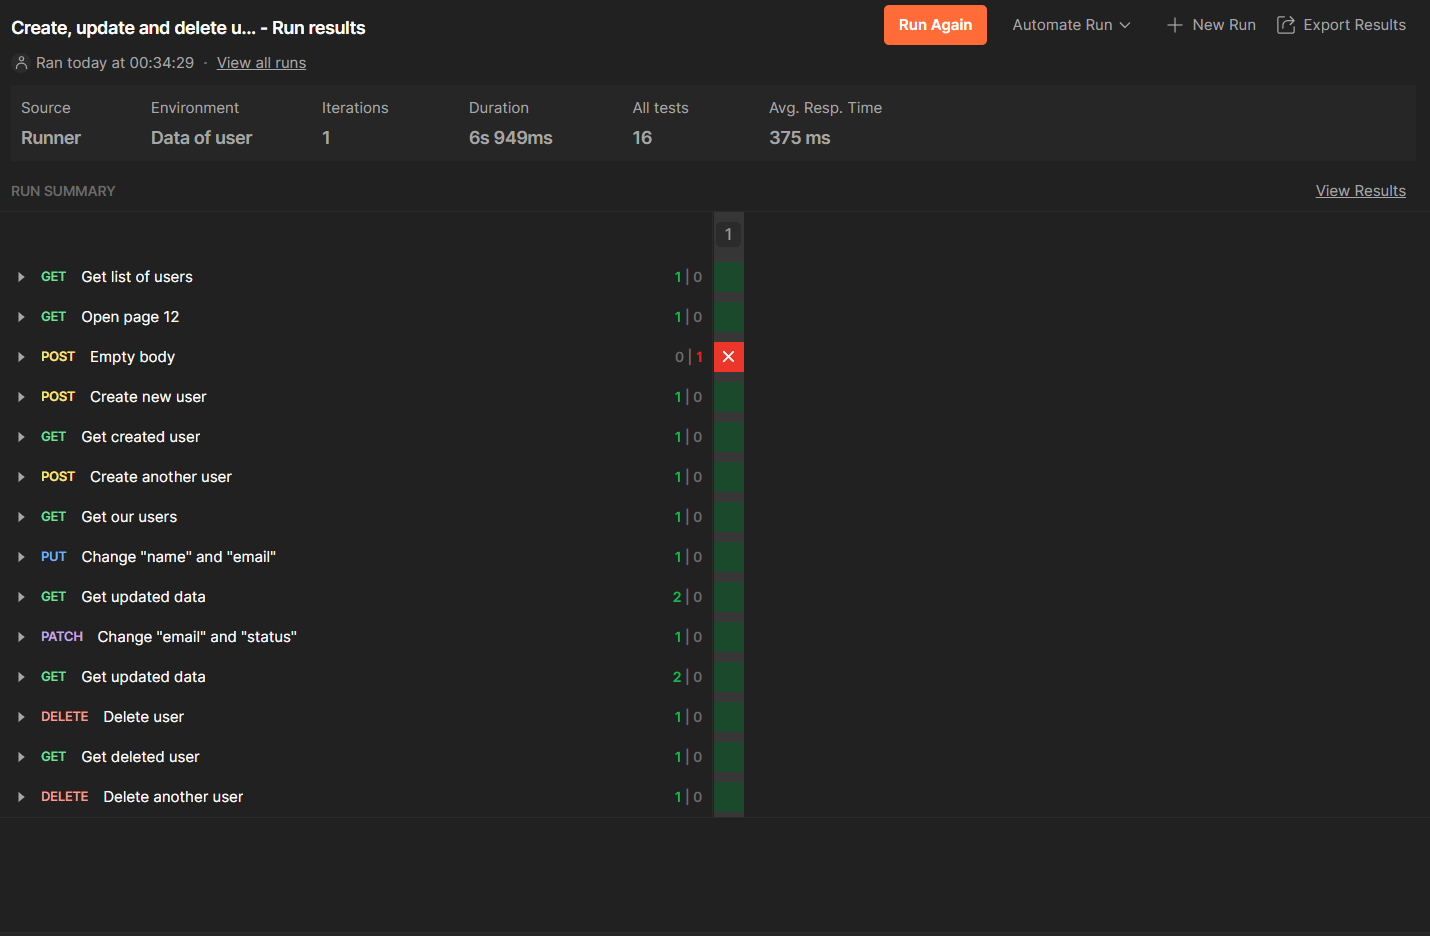 Create, update and delete u... - Run results
Run Again
Automate Run
New Run
Export Results
Ran today at 00:34:29 · View all runs
Source Environment Iterations Duration All tests Avg. Resp. Time
Runner Data of user 1 6s 949ms 16 375 ms
RUN SUMMARY View Results
1
GET Get list of users 1 | 0
GET Open page 12 1 | 0
POST Empty body 0 | 1
POST Create new user 1 | 0
GET Get created user 1 | 0
POST Create another user 1 | 0
GET Get our users 1 | 0
PUT Change "name" and "email" 1 | 0
GET Get updated data 2 | 0
PATCH Change "email" and "status" 1 | 0
GET Get updated data 2 | 0
DELETE Delete user 1 | 0
GET Get deleted user 1 | 0
DELETE Delete another user 1 | 0